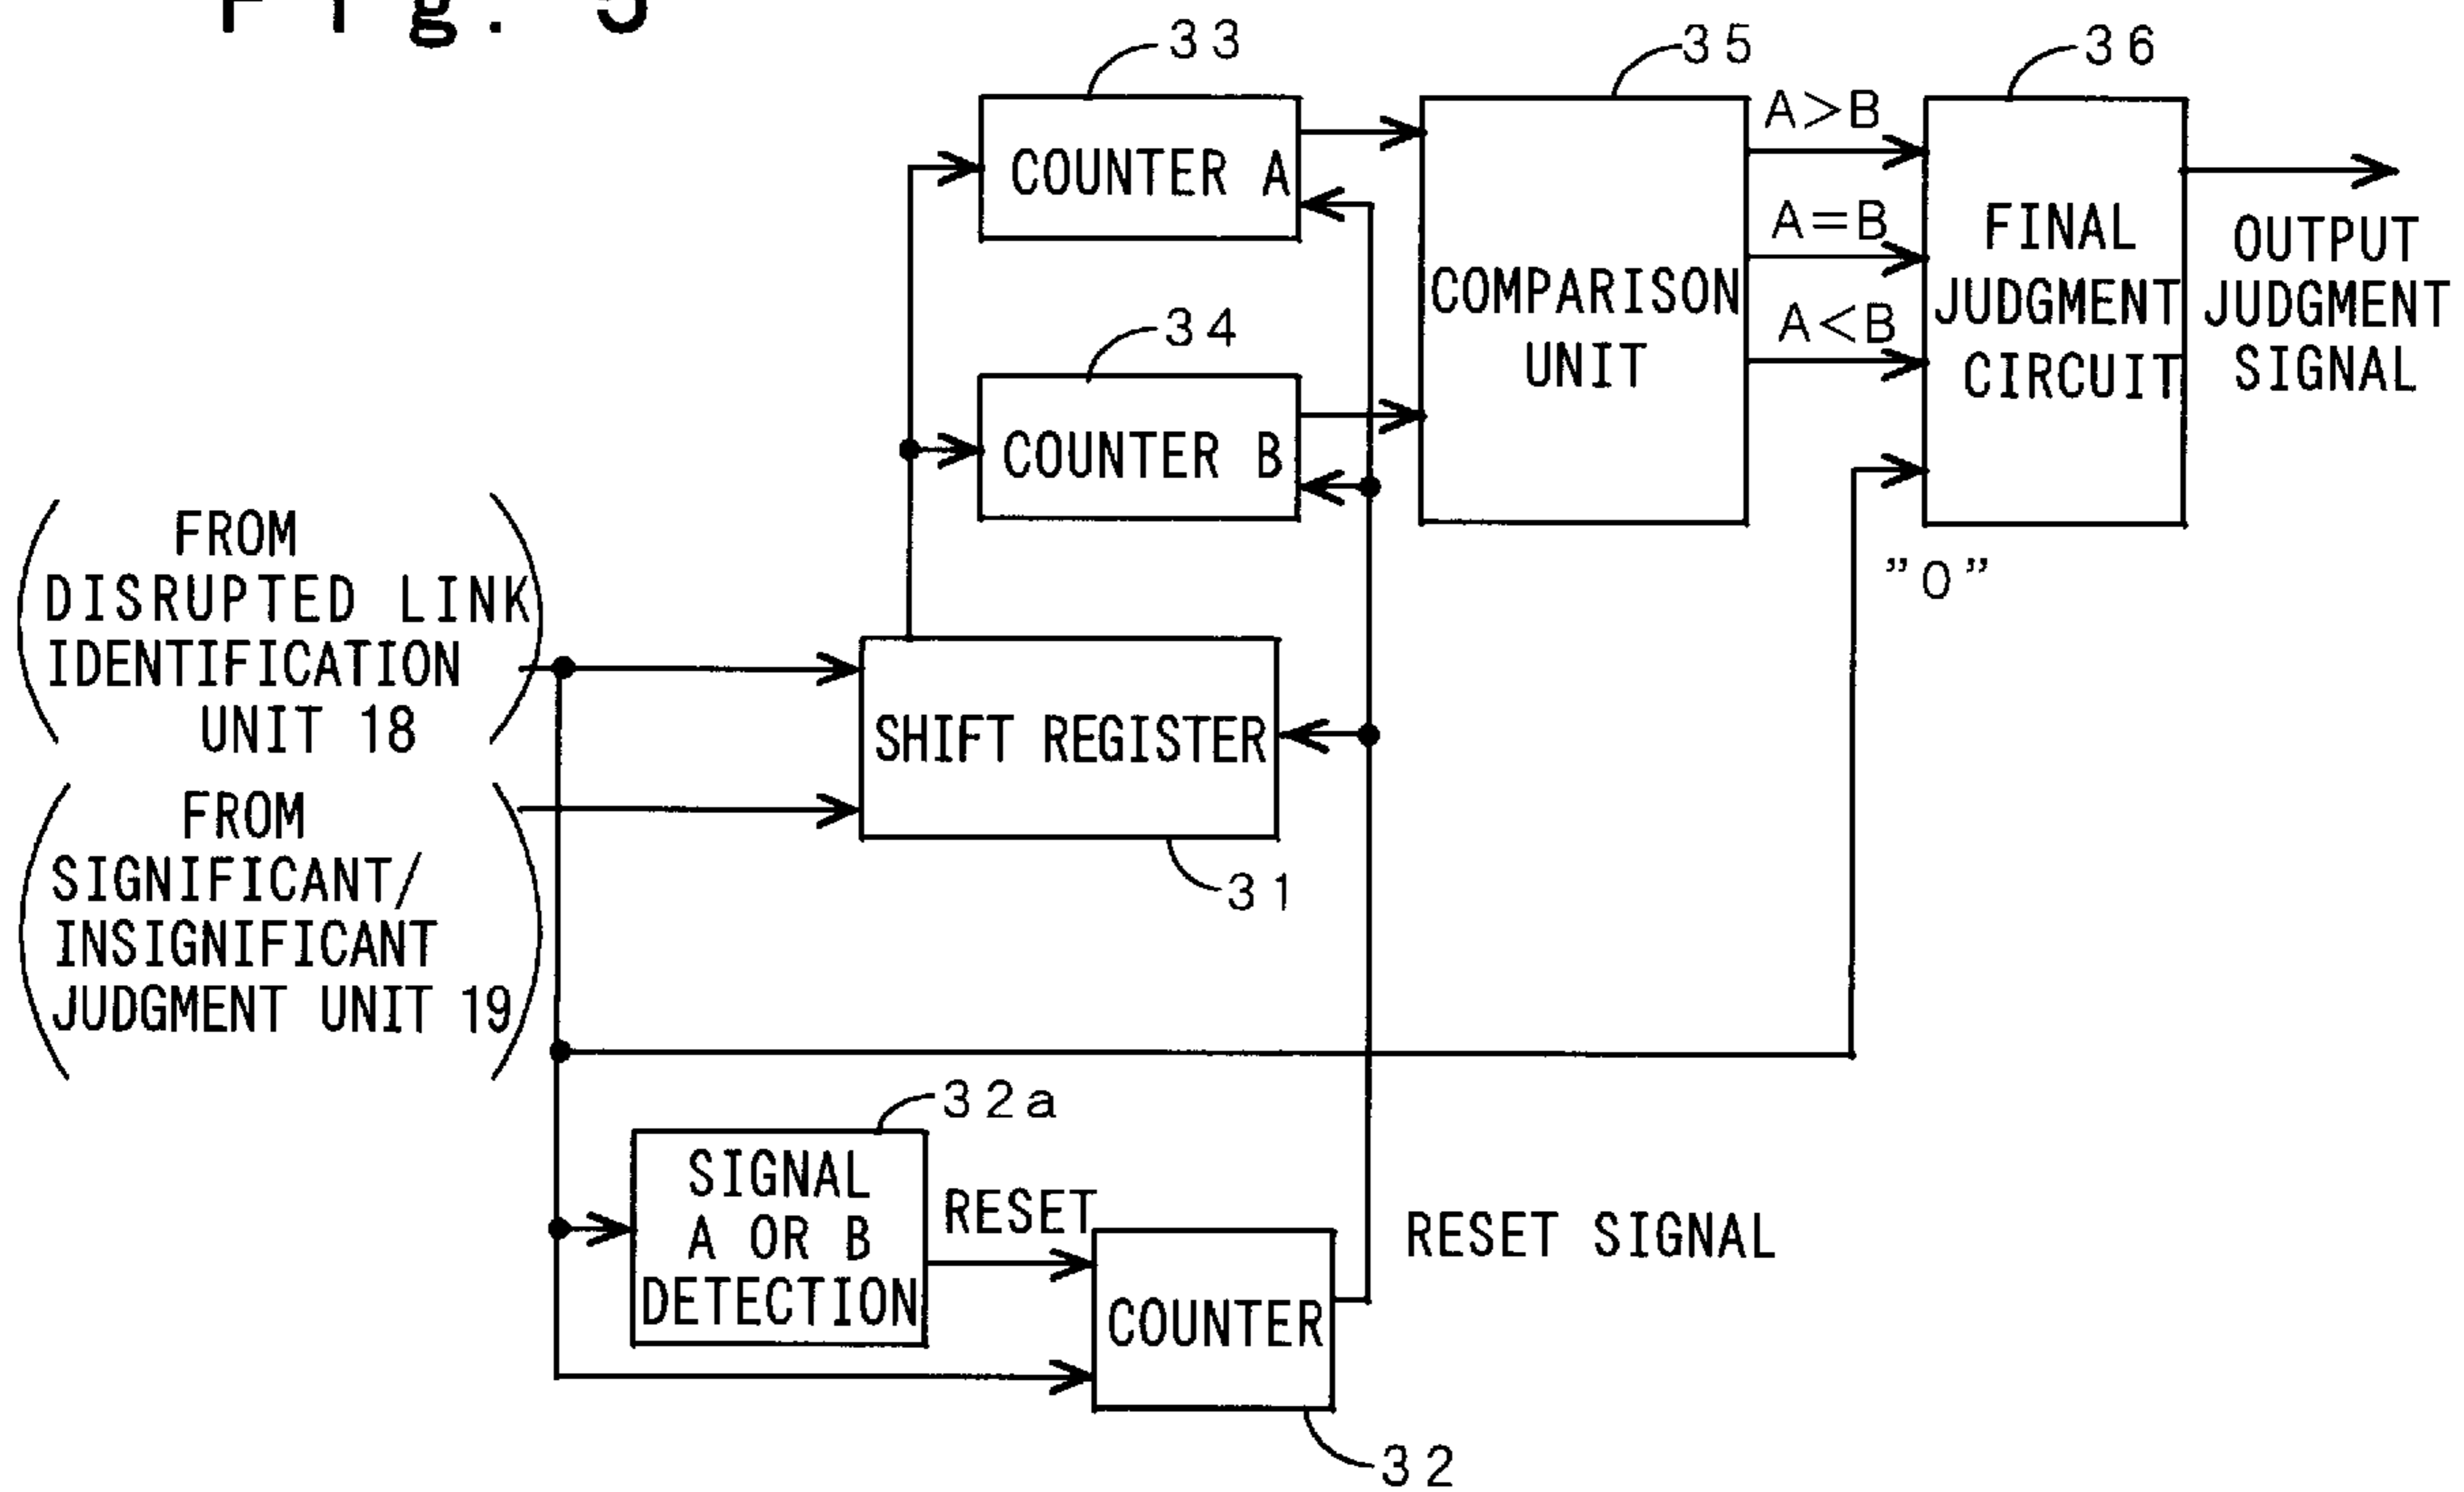 Fig. 5
33
35
36
COUNTER A
A>B
A=B
A<B
FINAL
JUDGMENT
CIRCUIT
OUTPUT
JUDGMENT
SIGNAL
COMPARISON
UNIT
34
COUNTER B
"0"
FROM
DISRUPTED LINK
IDENTIFICATION
UNIT 18
SHIFT REGISTER
31
FROM
SIGNIFICANT/
INSIGNIFICANT
JUDGMENT UNIT 19
32a
SIGNAL
A OR B
DETECTION
RESET
COUNTER
RESET SIGNAL
32